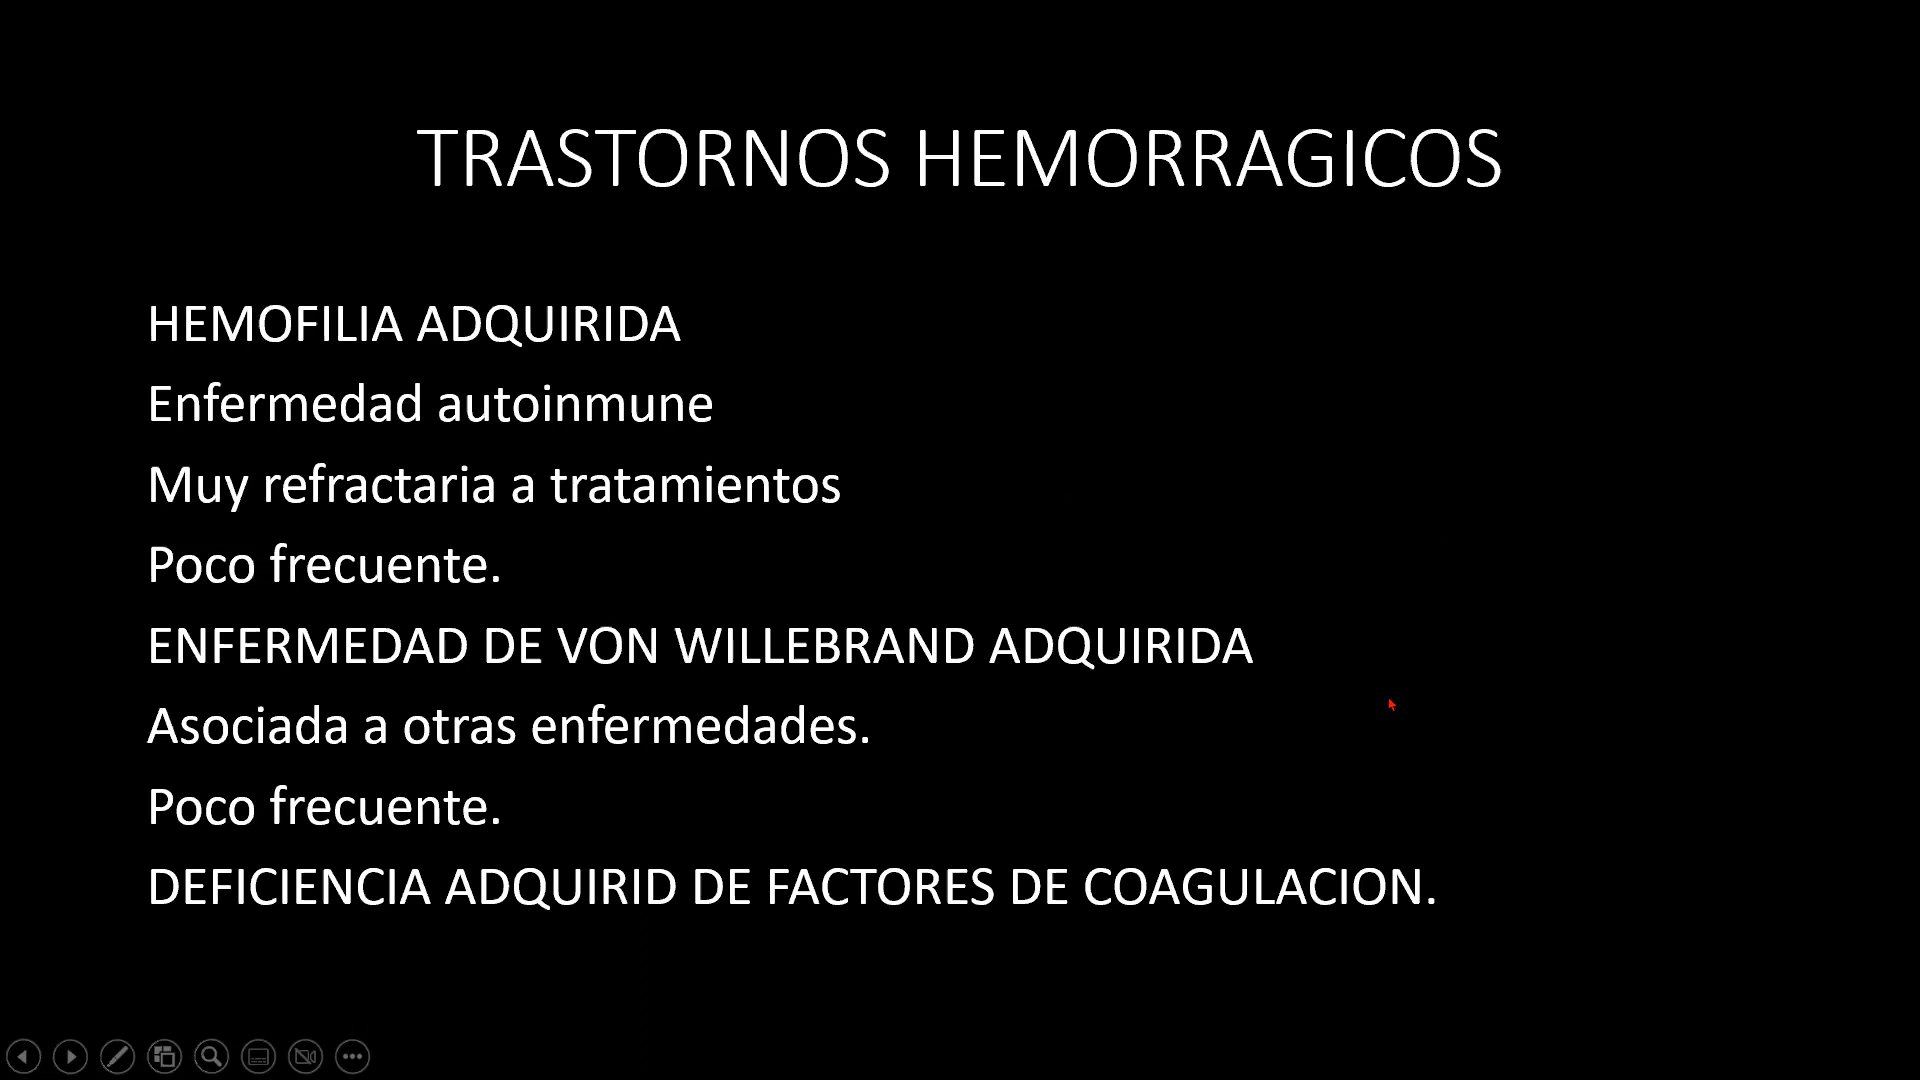 TRASTORNOS HEMORRAGICOS
HEMOFILIA ADQUIRIDA
Enfermedad autoinmune
Muy refractaria a tratamientos
Poco frecuente.
ENFERMEDAD DE VON WILLEBRAND ADQUIRIDA
Asociada a otras enfermedades.
Poco frecuente.
DEFICIENCIA ADQUIRID DE FACTORES DE COAGULACION.